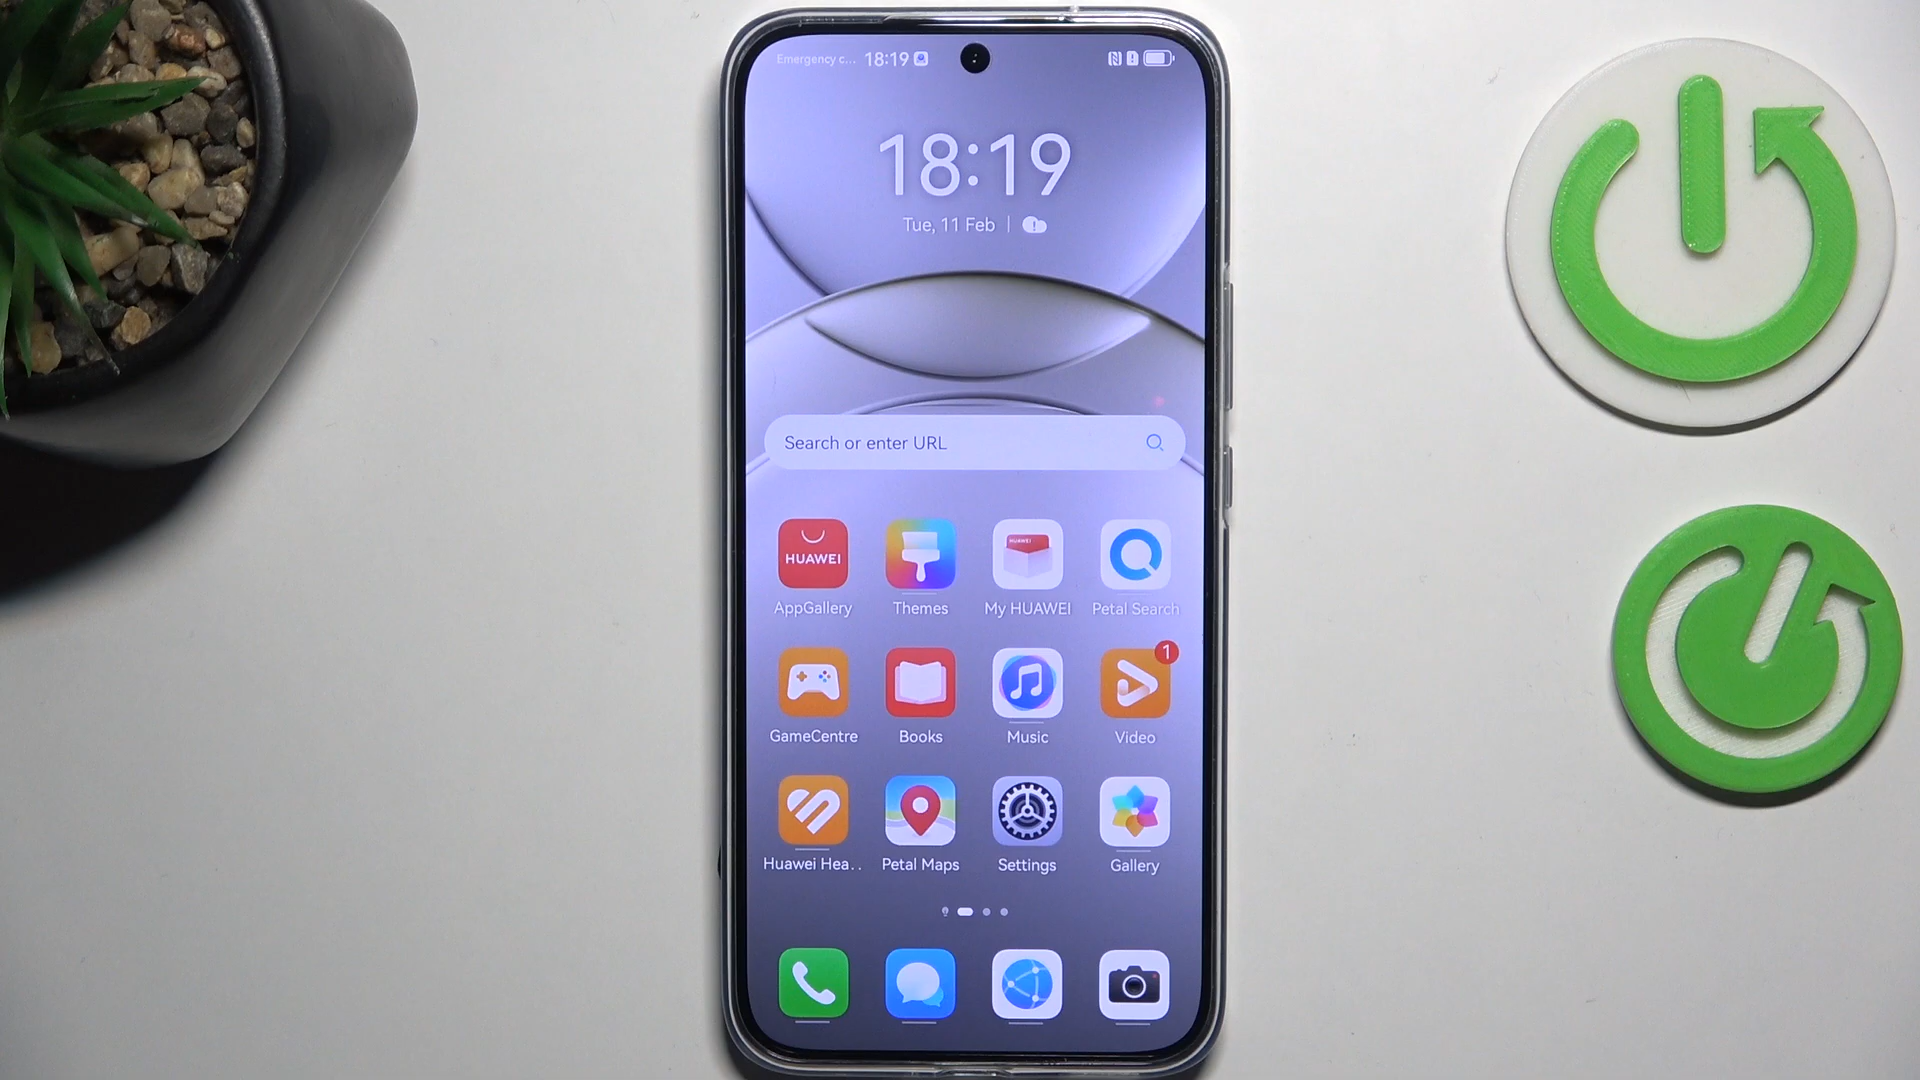 Emergency c... 18:19
18:19
Tue, 11 Feb
Search or enter URL
HUAWEI
HUAWEI
AppGallery Themes My HUAWEI Petal Search
1
GameCentre Books Music Video
Huawei Hea.. Petal Maps Settings Gallery